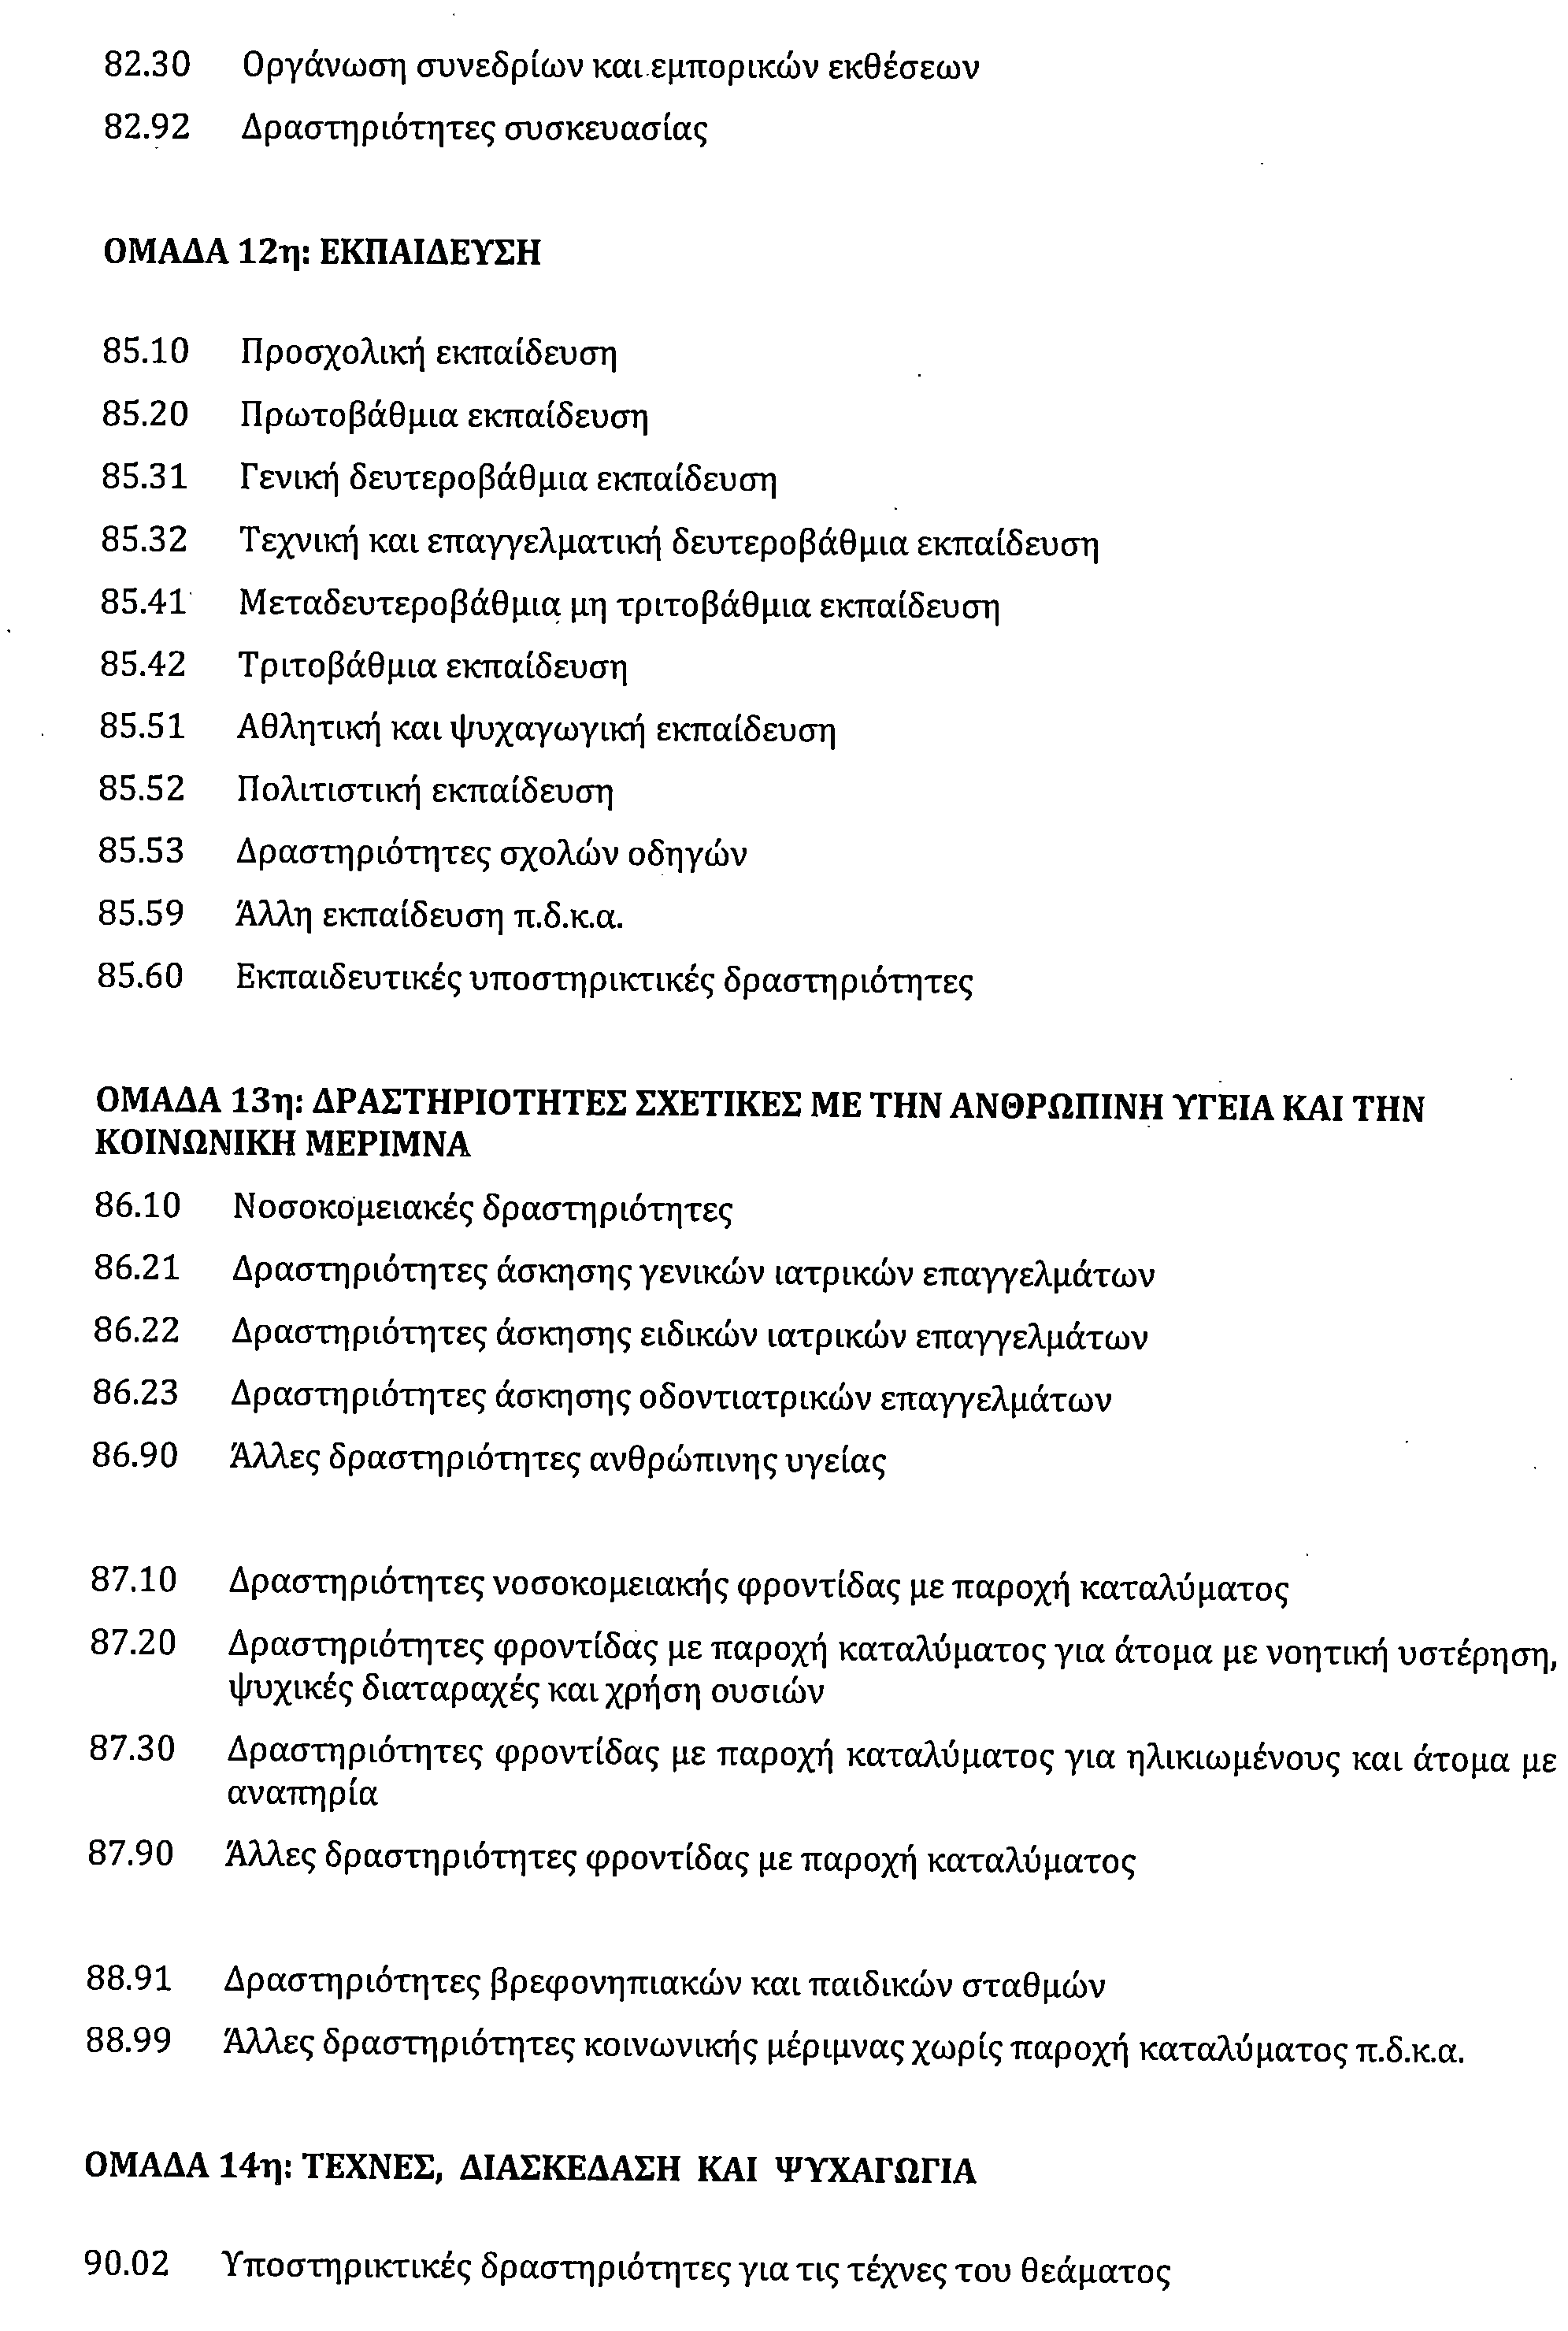 82.30 Οργάνωση συνεδρίων και εμπορικών εκθέσεων
82.92 Δραστηριότητες συσκευασίας
ΟΜΑΔΑ 12η: ΕΚΠΑΙΔΕΥΣΗ
85.10 Προσχολική εκπαίδευση
85.20 Πρωτοβάθμια εκπαίδευση
85.31 Γενική δευτεροβάθμια εκπαίδευση
85.32 Τεχνική και επαγγελματική δευτεροβάθμια εκπαίδευση
85.41 Μεταδευτεροβάθμια μη τριτοβάθμια εκπαίδευση
85.42 Τριτοβάθμια εκπαίδευση
85.51 Αθλητική και ψυχαγωγική εκπαίδευση
85.52 Πολιτιστική εκπαίδευση
85.53 Δραστηριότητες σχολών οδηγών
85.59 Άλλη εκπαίδευση π.δ.κ.α.
85.60 Εκπαιδευτικές υποστηρικτικές δραστηριότητες
ΟΜΑΔΑ 13η: ΔΡΑΣΤΗΡΙΟΤΗΤΕΣ ΣΧΕΤΙΚΕΣ ΜΕ ΤΗΝ ΑΝΘΡΩΠΙΝΗ ΥΓΕΙΑ ΚΑΙ ΤΗΝ
ΚΟΙΝΩΝΙΚΗ ΜΕΡΙΜΝΑ
86.10 Νοσοκομειακές δραστηριότητες
86.21 Δραστηριότητες άσκησης γενικών ιατρικών επαγγελμάτων
86.22 Δραστηριότητες άσκησης ειδικών ιατρικών επαγγελμάτων
86.23 Δραστηριότητες άσκησης οδοντιατρικών επαγγελμάτων
86.90 Άλλες δραστηριότητες ανθρώπινης υγείας
87.10 Δραστηριότητες νοσοκομειακής φροντίδας με παροχή καταλύματος
87.20 Δραστηριότητες φροντίδας με παροχή καταλύματος για άτομα με νοητική υστέρηση,
ψυχικές διαταραχές και χρήση ουσιών
87.30 Δραστηριότητες φροντίδας με παροχή καταλύματος για ηλικιωμένους και άτομα με
αναπηρία
87.90 Άλλες δραστηριότητες φροντίδας με παροχή καταλύματος
88.91 Δραστηριότητες βρεφονηπιακών και παιδικών σταθμών
88.99 Άλλες δραστηριότητες κοινωνικής μέριμνας χωρίς παροχή καταλύματος π.δ.κ.α.
ΟΜΑΔΑ 14η: ΤΕΧΝΕΣ, ΔΙΑΣΚΕΔΑΣΗ ΚΑΙ ΨΥΧΑΓΩΓΙΑ
90.02 Υποστηρικτικές δραστηριότητες για τις τέχνες του θεάματος